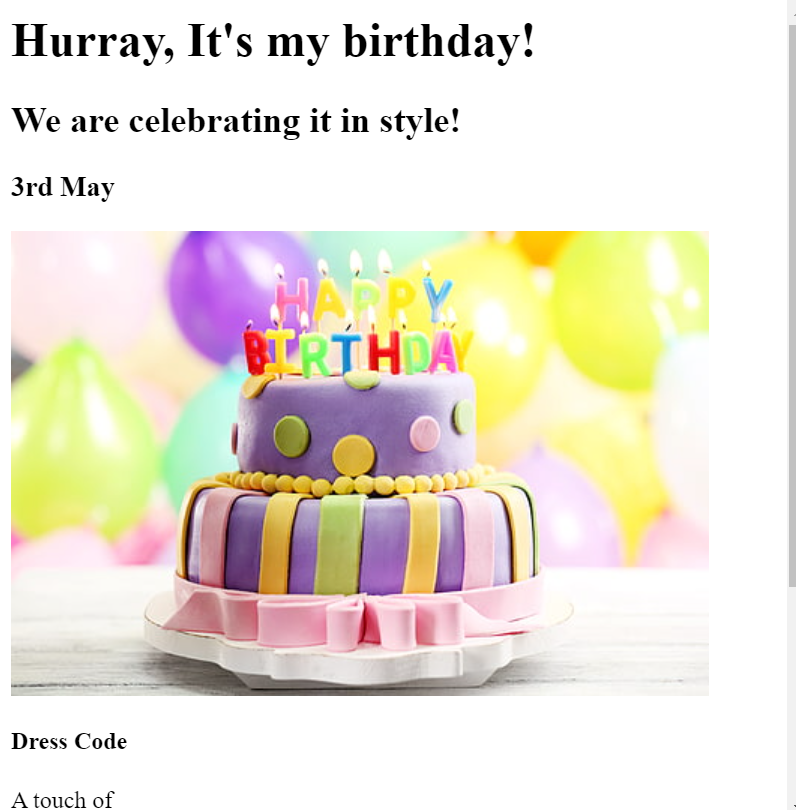 Hurray, It's my birthday!
We are celebrating it in style!
3rd May
HAPPY
BIRTHDAY
Dress Code
A touch of